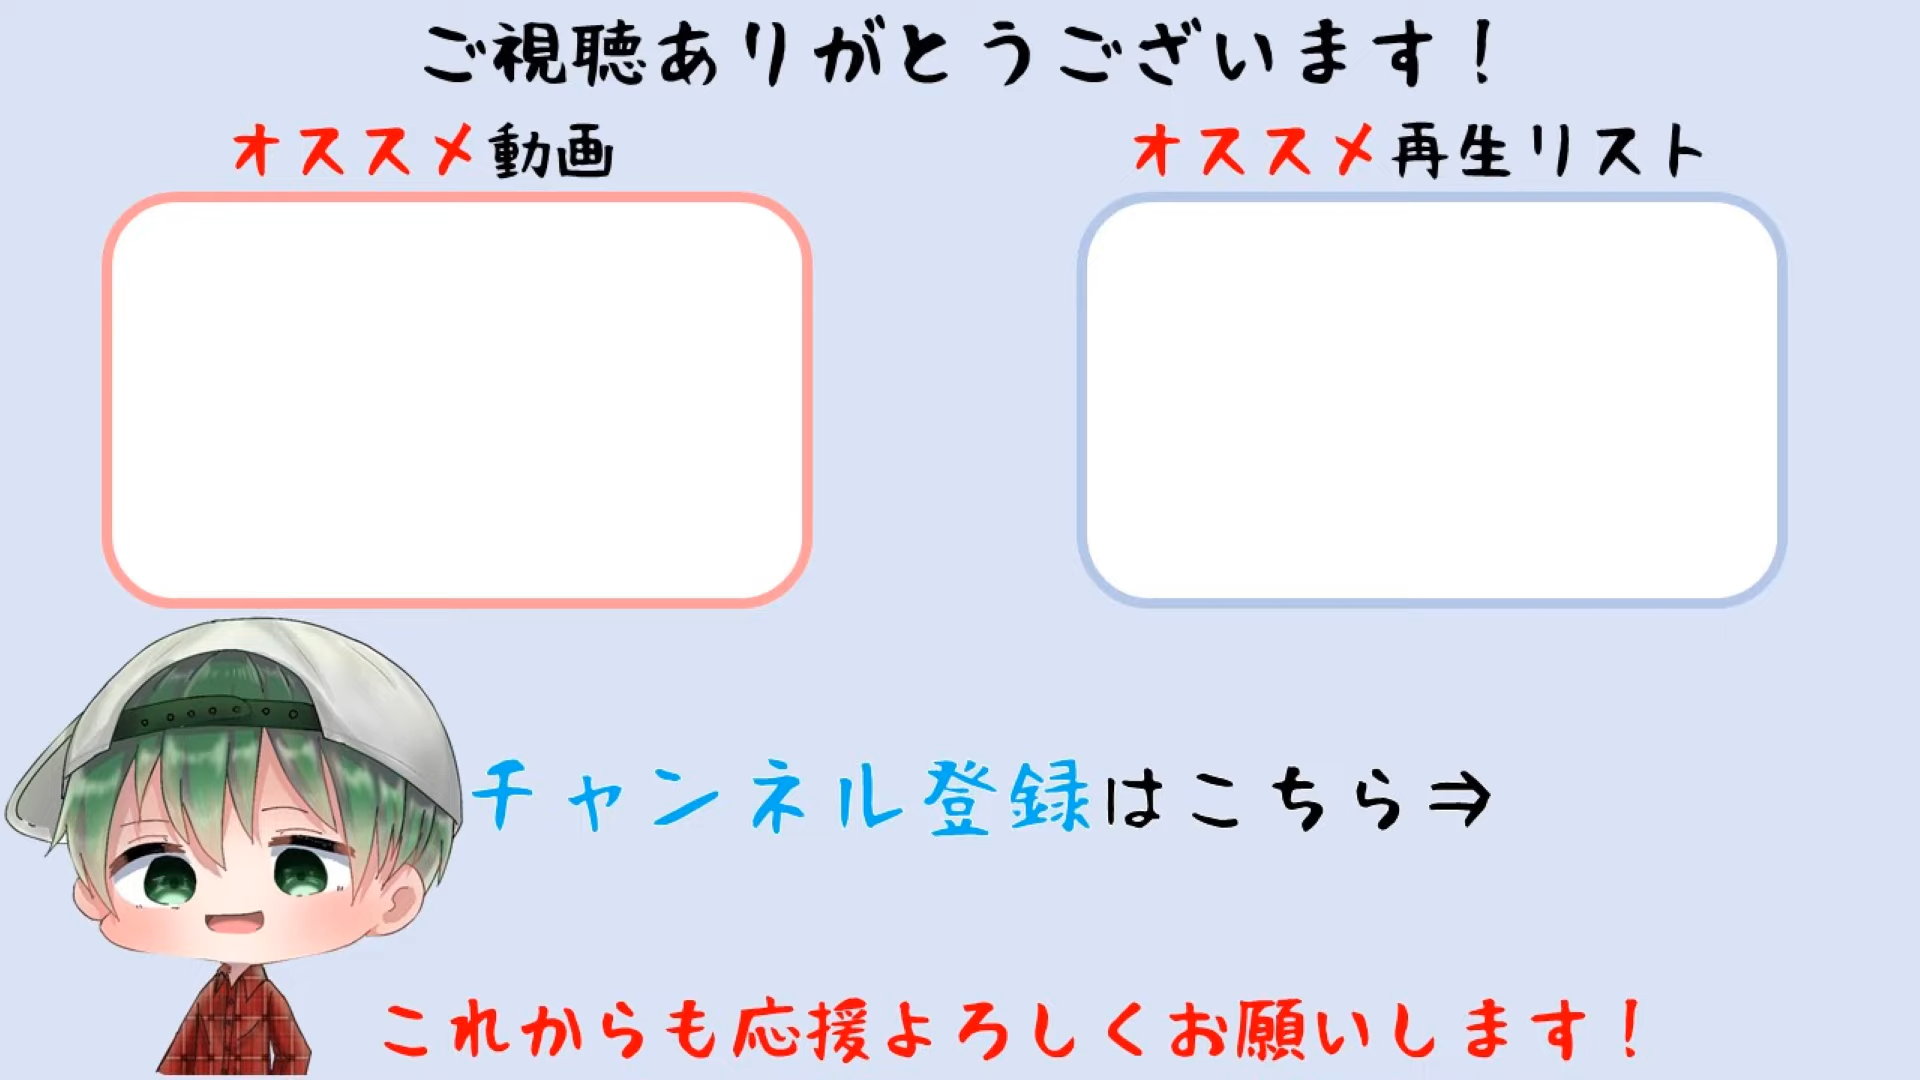 ご視聴ありがとうございます！
オススメ動画
オススメ再生リスト
チャンネル登録はこちら⇒
これからも応援よろしくお願いします！